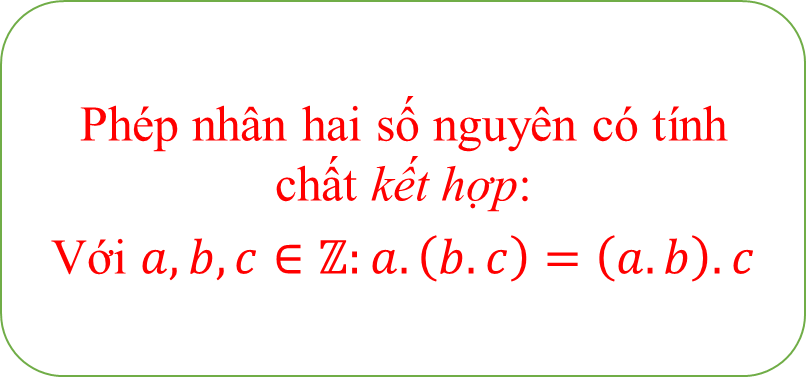 Phép nhân hai số nguyên có tính
chất kết hợp:
Với 𝑎, 𝑏, 𝑐 ∈ ℤ: 𝑎. (𝑏. 𝑐) = (𝑎. 𝑏). 𝑐